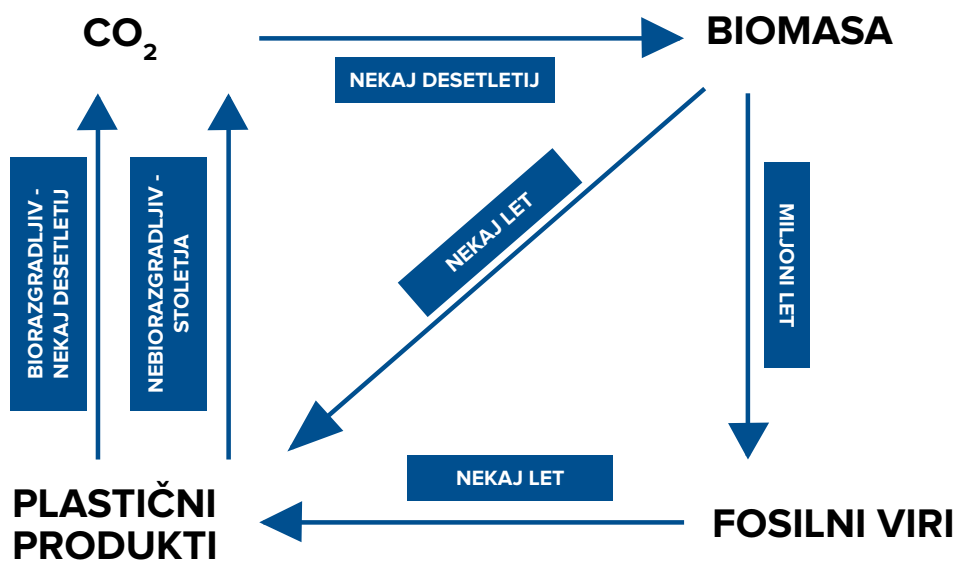 CO₂
BIOMASA
NEKAJ DESETLETIJ
BIORAZGRADLJIV -
NEKAJ DESETLETIJ
NEBIORAZGRADLJIV -
STOLETJA
NEKAJ LET
MILJONI LET
NEKAJ LET
PLASTIČNI
PRODUKTI
FOSILNI VIRI